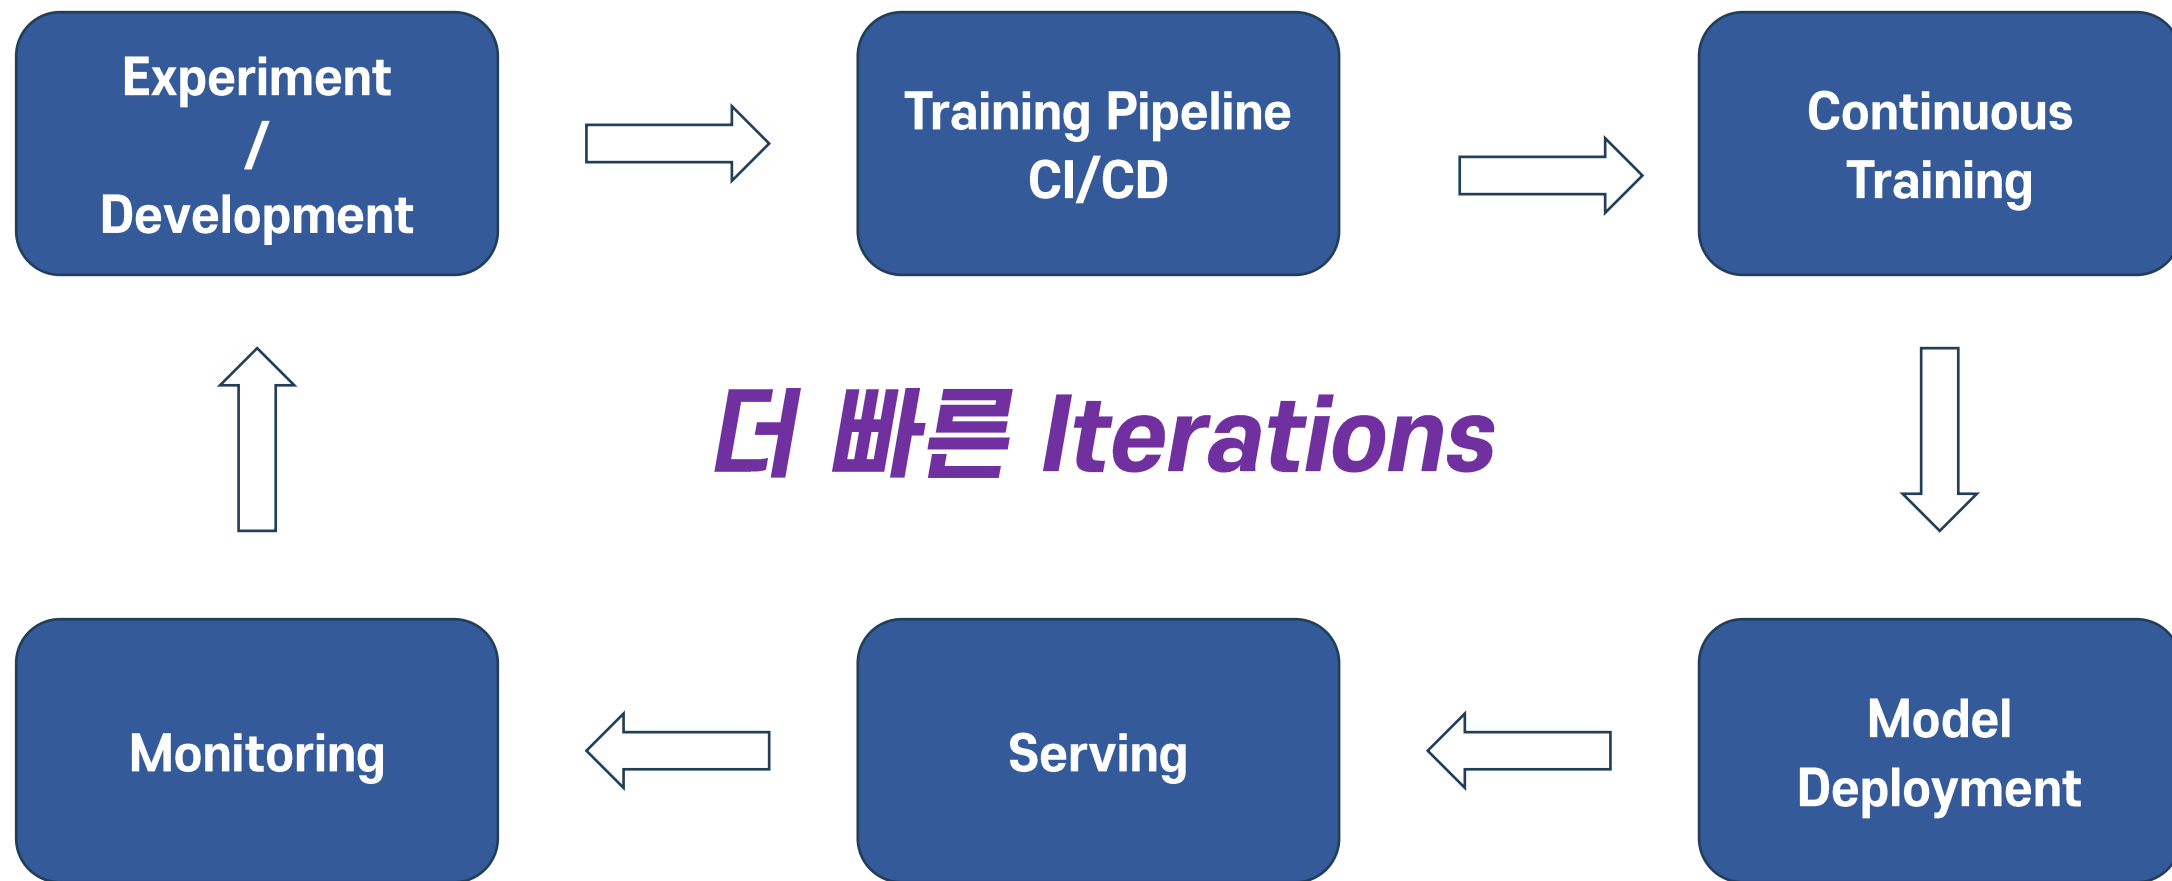 Experiment
/
Development
Training Pipeline
CI/CD
Continuous
Training
더 빠른 Iterations
Monitoring
Serving
Model
Deployment